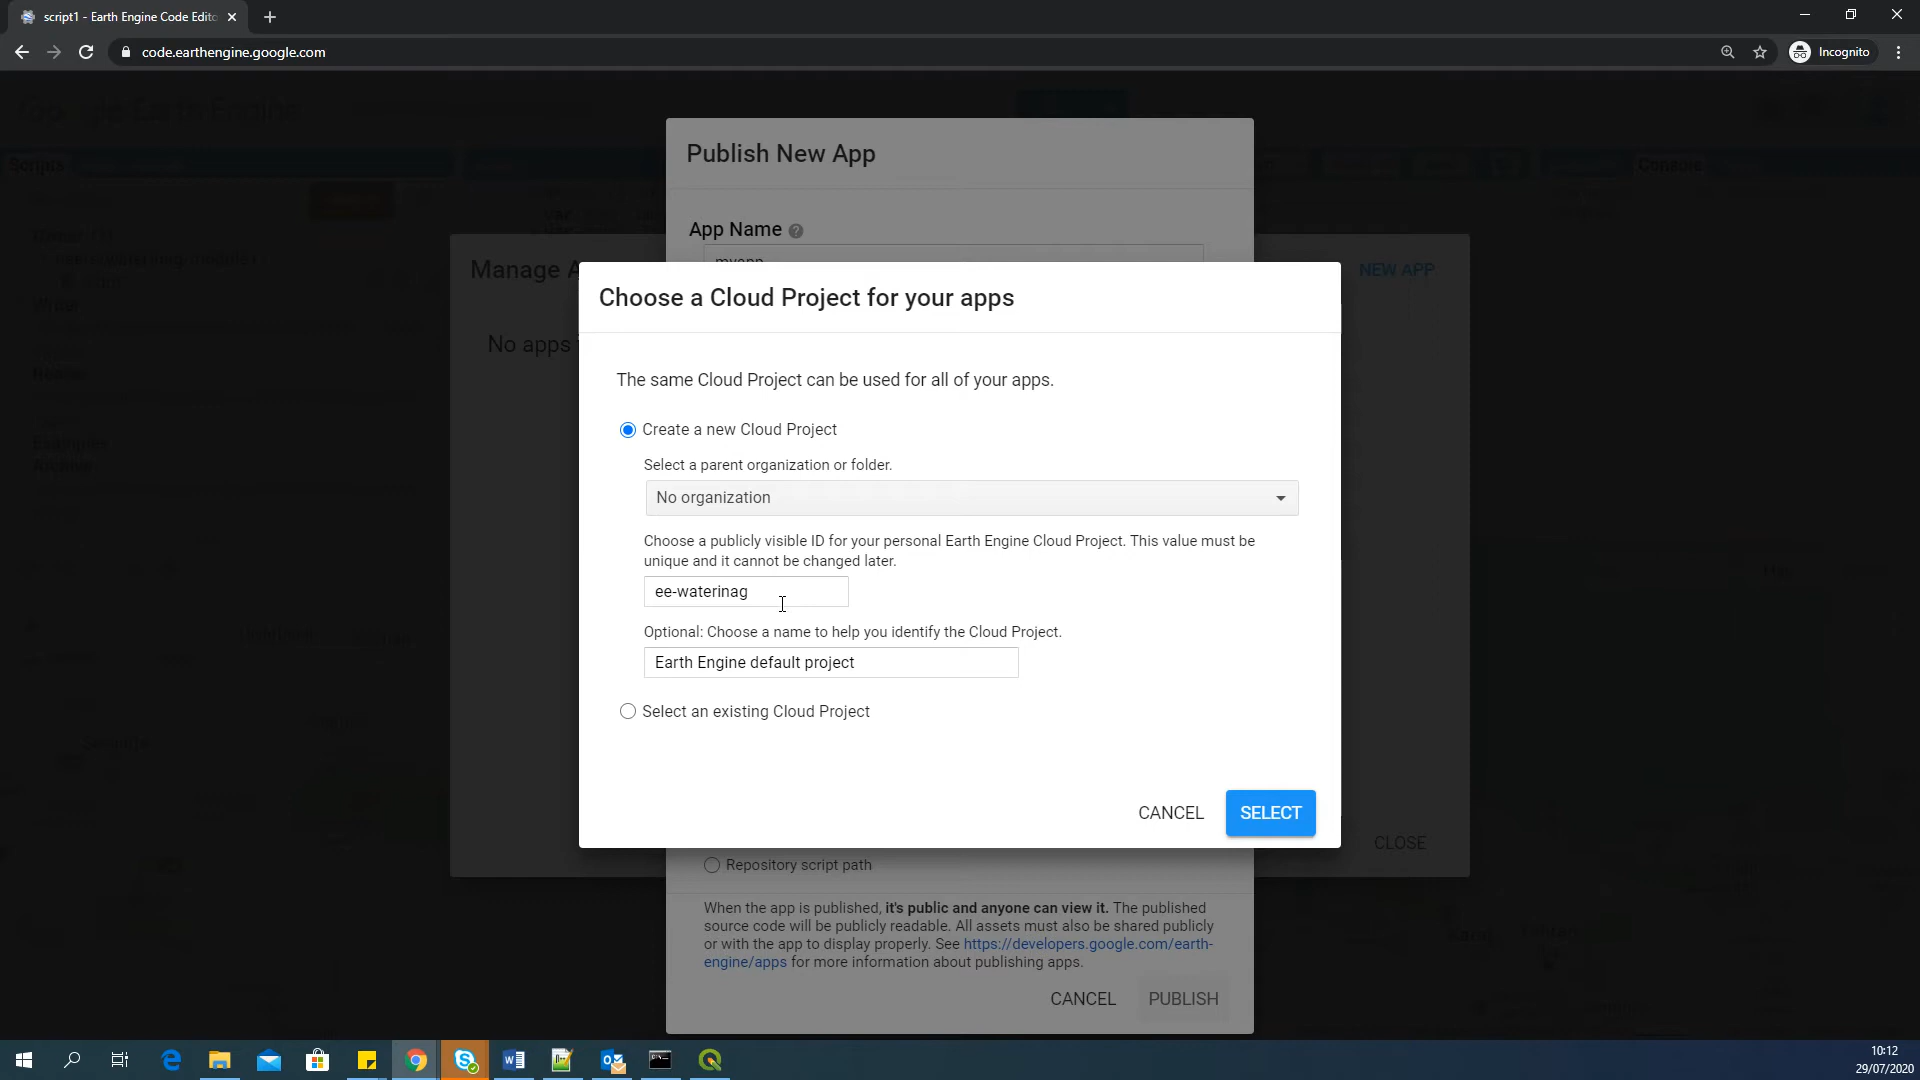 script1 - Earth Engine Code Edito
code.earthengine.google.com
Incognito
Google Earth Engine
Scripts
Console
Publish New App
App Name
myapp
Manage A
NEW APP
No apps
Choose a Cloud Project for your apps
The same Cloud Project can be used for all of your apps.
Create a new Cloud Project
Select a parent organization or folder.
No organization
Choose a publicly visible ID for your personal Earth Engine Cloud Project. This value must be
unique and it cannot be changed later.
ee-waterinag
Optional: Choose a name to help you identify the Cloud Project.
Earth Engine default project
Select an existing Cloud Project
CANCEL
SELECT
CLOSE
Repository script path
When the app is published, it's public and anyone can view it. The published
source code will be publicly readable. All assets must also be shared publicly
or with the app to display properly. See https://developers.google.com/earth-
engine/apps for more information about publishing apps.
CANCEL
PUBLISH
10:12
29/07/2020